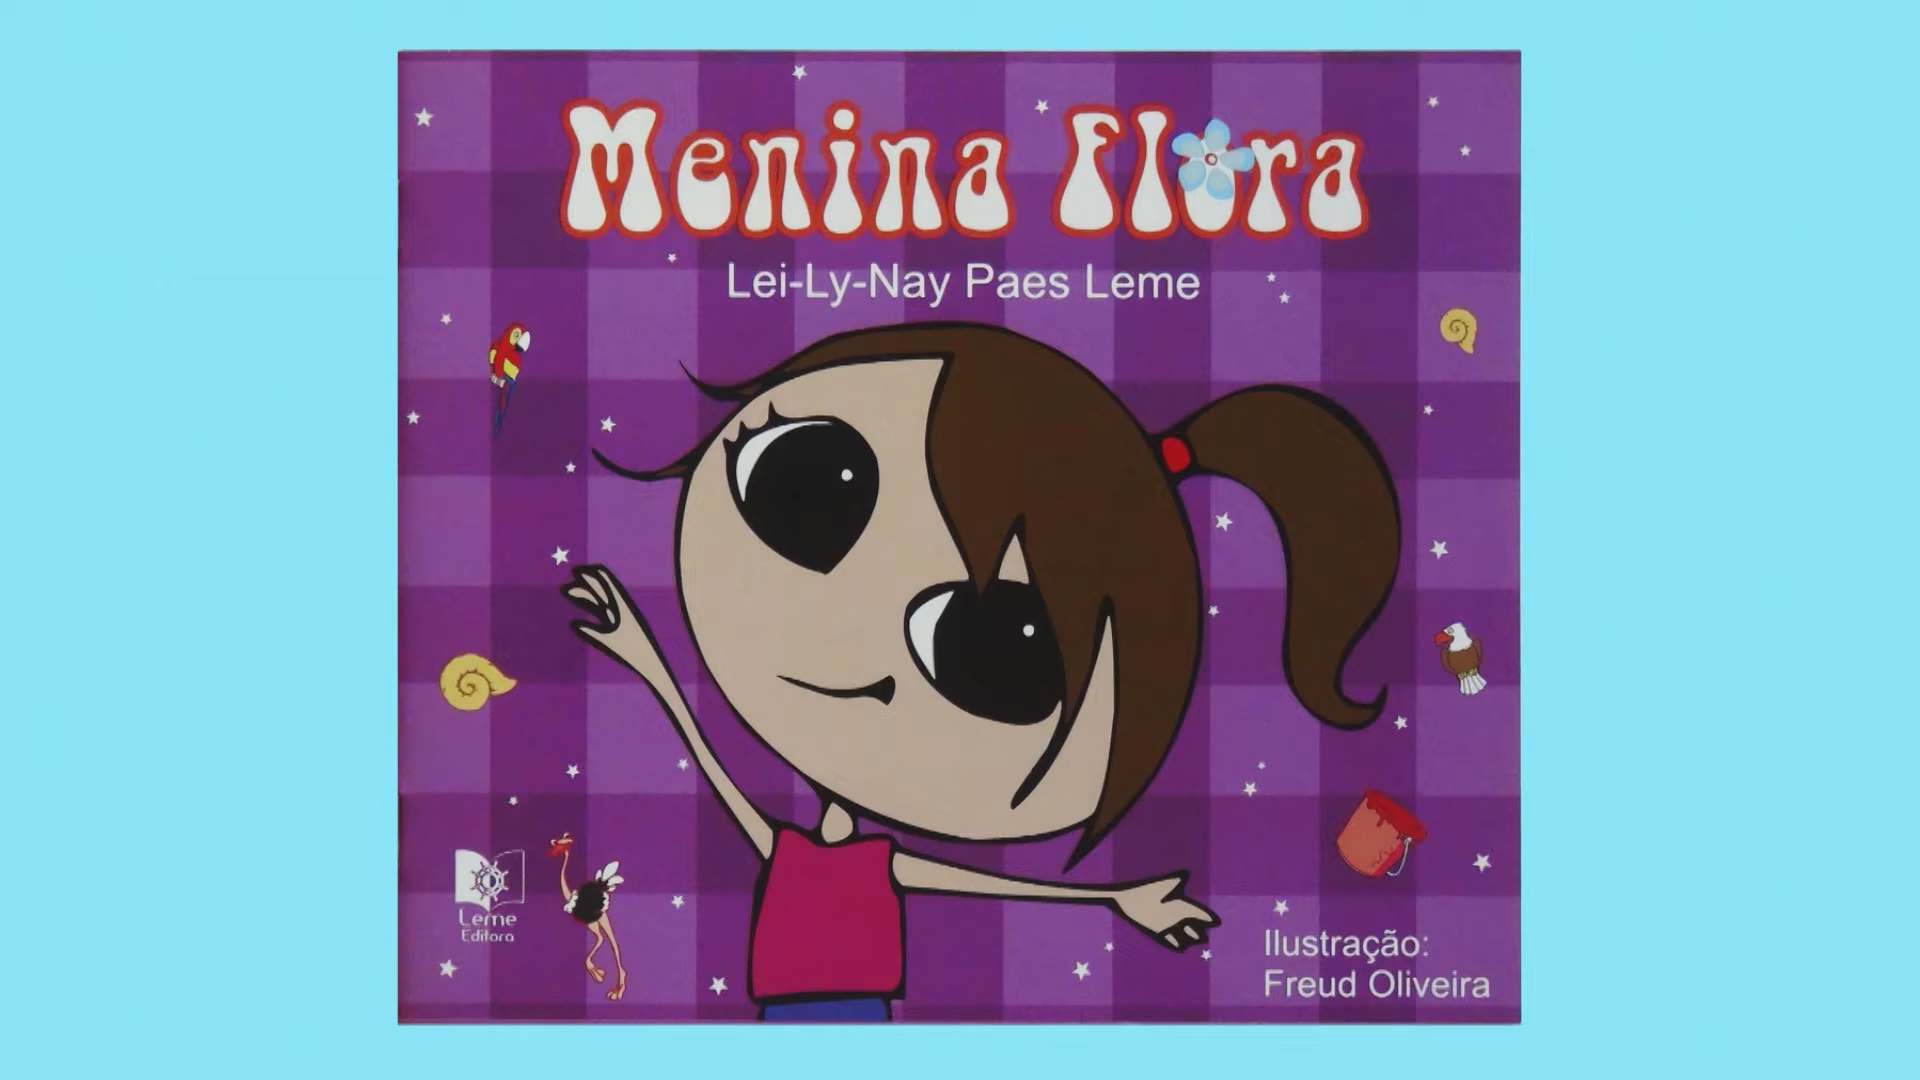 Menina Flora
Lei-Ly-Nay Paes Leme
Leme
Editora
Ilustração:
Freud Oliveira